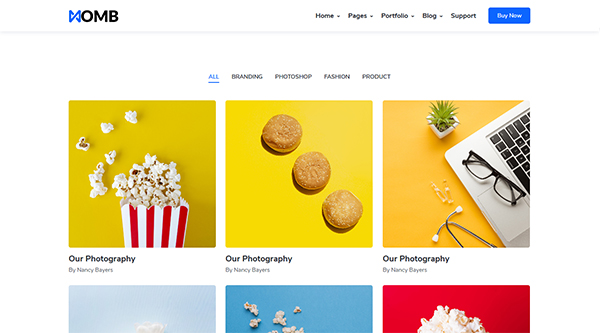 HOMB
Home Pages Portfolio Blog Support Buy Now
ALL BRANDING PHOTOSHOP FASHION PRODUCT
Our Photography Our Photography Our Photography
By Nancy Bayers By Nancy Bayers By Nancy Bayers